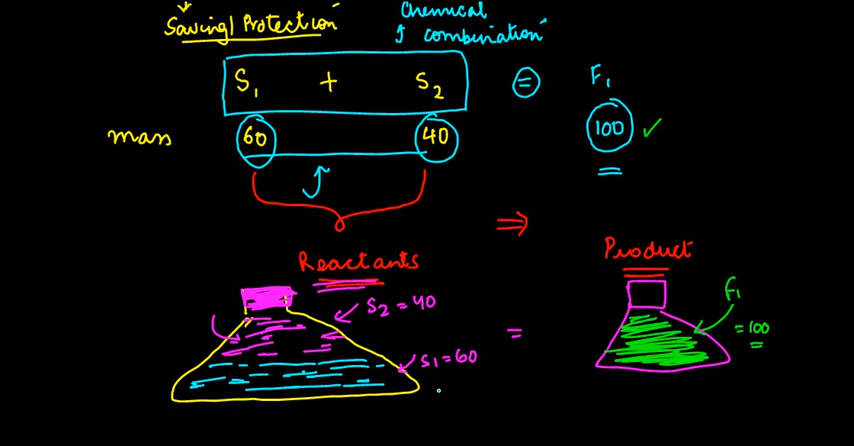 Saving/ Protection
Chemical
combination
S₁ + S₂ = F₁
mass 60 40 100
Reactants ⇒ Product
S₂ = 40
S₁ = 60
=
F₁
= 100